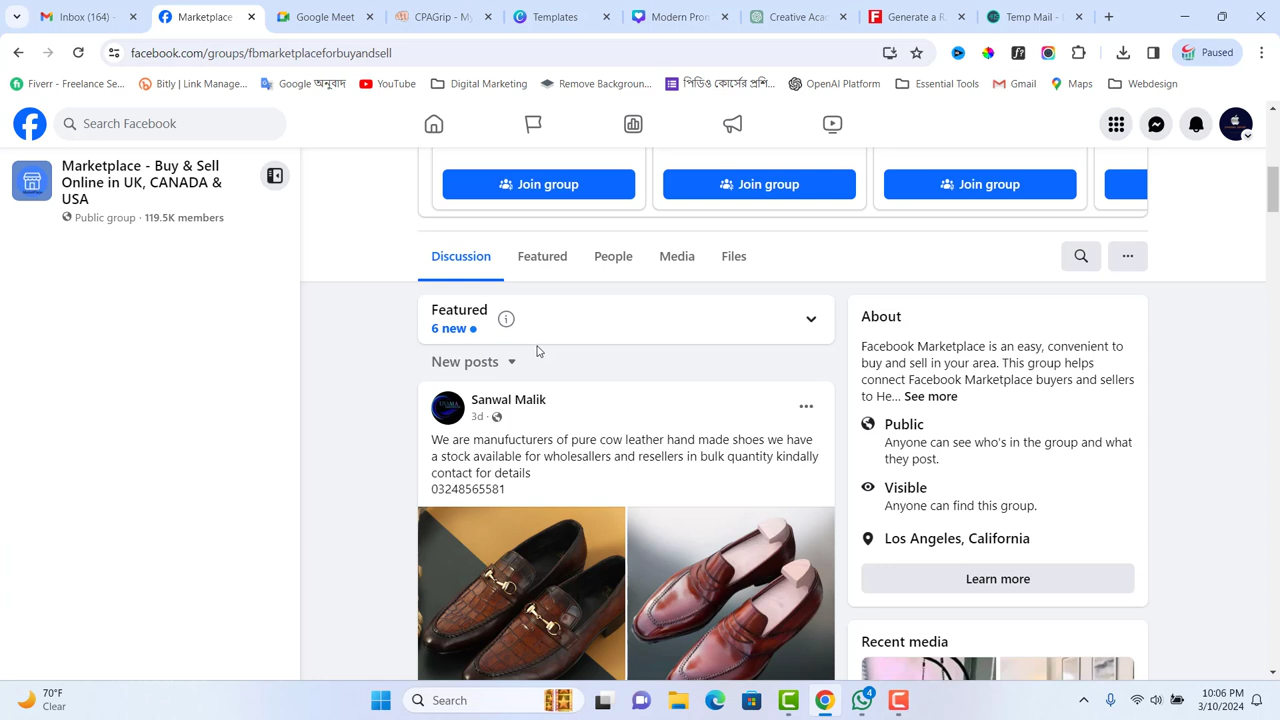 Inbox (164)
Marketplace
Google Meet
CPAGrip - My
Templates
Modern Pron
Creative Aca
Generate a R
Temp Mail -
facebook.com/groups/fbmarketplaceforbuyandsell
Paused
Fiverr - Freelance Se...
Bitly | Link Manage...
Google অনুবাদ
YouTube
Digital Marketing
Remove Background...
পিডিও কোর্সের প্রশি...
OpenAI Platform
Essential Tools
Gmail
Maps
Webdesign
Search Facebook
Marketplace - Buy & Sell
Online in UK, CANADA &
USA
Public group · 119.5K members
Join group
Join group
Join group
Discussion
Featured
People
Media
Files
Featured
6 new
New posts
Sanwal Malik
3d ·
We are manufucturers of pure cow leather hand made shoes we have
a stock available for wholesallers and resellers in bulk quantity kindally
contact for details
03248565581
About
Facebook Marketplace is an easy, convenient to
buy and sell in your area. This group helps
connect Facebook Marketplace buyers and sellers
to He... See more
Public
Anyone can see who's in the group and what
they post.
Visible
Anyone can find this group.
Los Angeles, California
Learn more
Recent media
70°F
Clear
Search
4
10:06 PM
3/10/2024